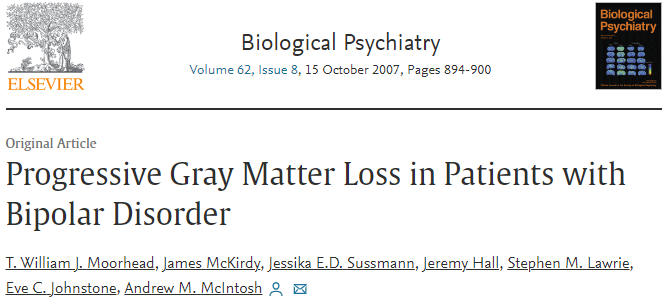 Biological Psychiatry
Volume 62, Issue 8, 15 October 2007, Pages 894-900
Biological
Psychiatry
ELSEVIER
Original Article
Progressive Gray Matter Loss in Patients with
Bipolar Disorder
T. William J. Moorhead, James McKirdy, Jessika E.D. Sussmann, Jeremy Hall, Stephen M. Lawrie,
Eve C. Johnstone, Andrew M. McIntosh